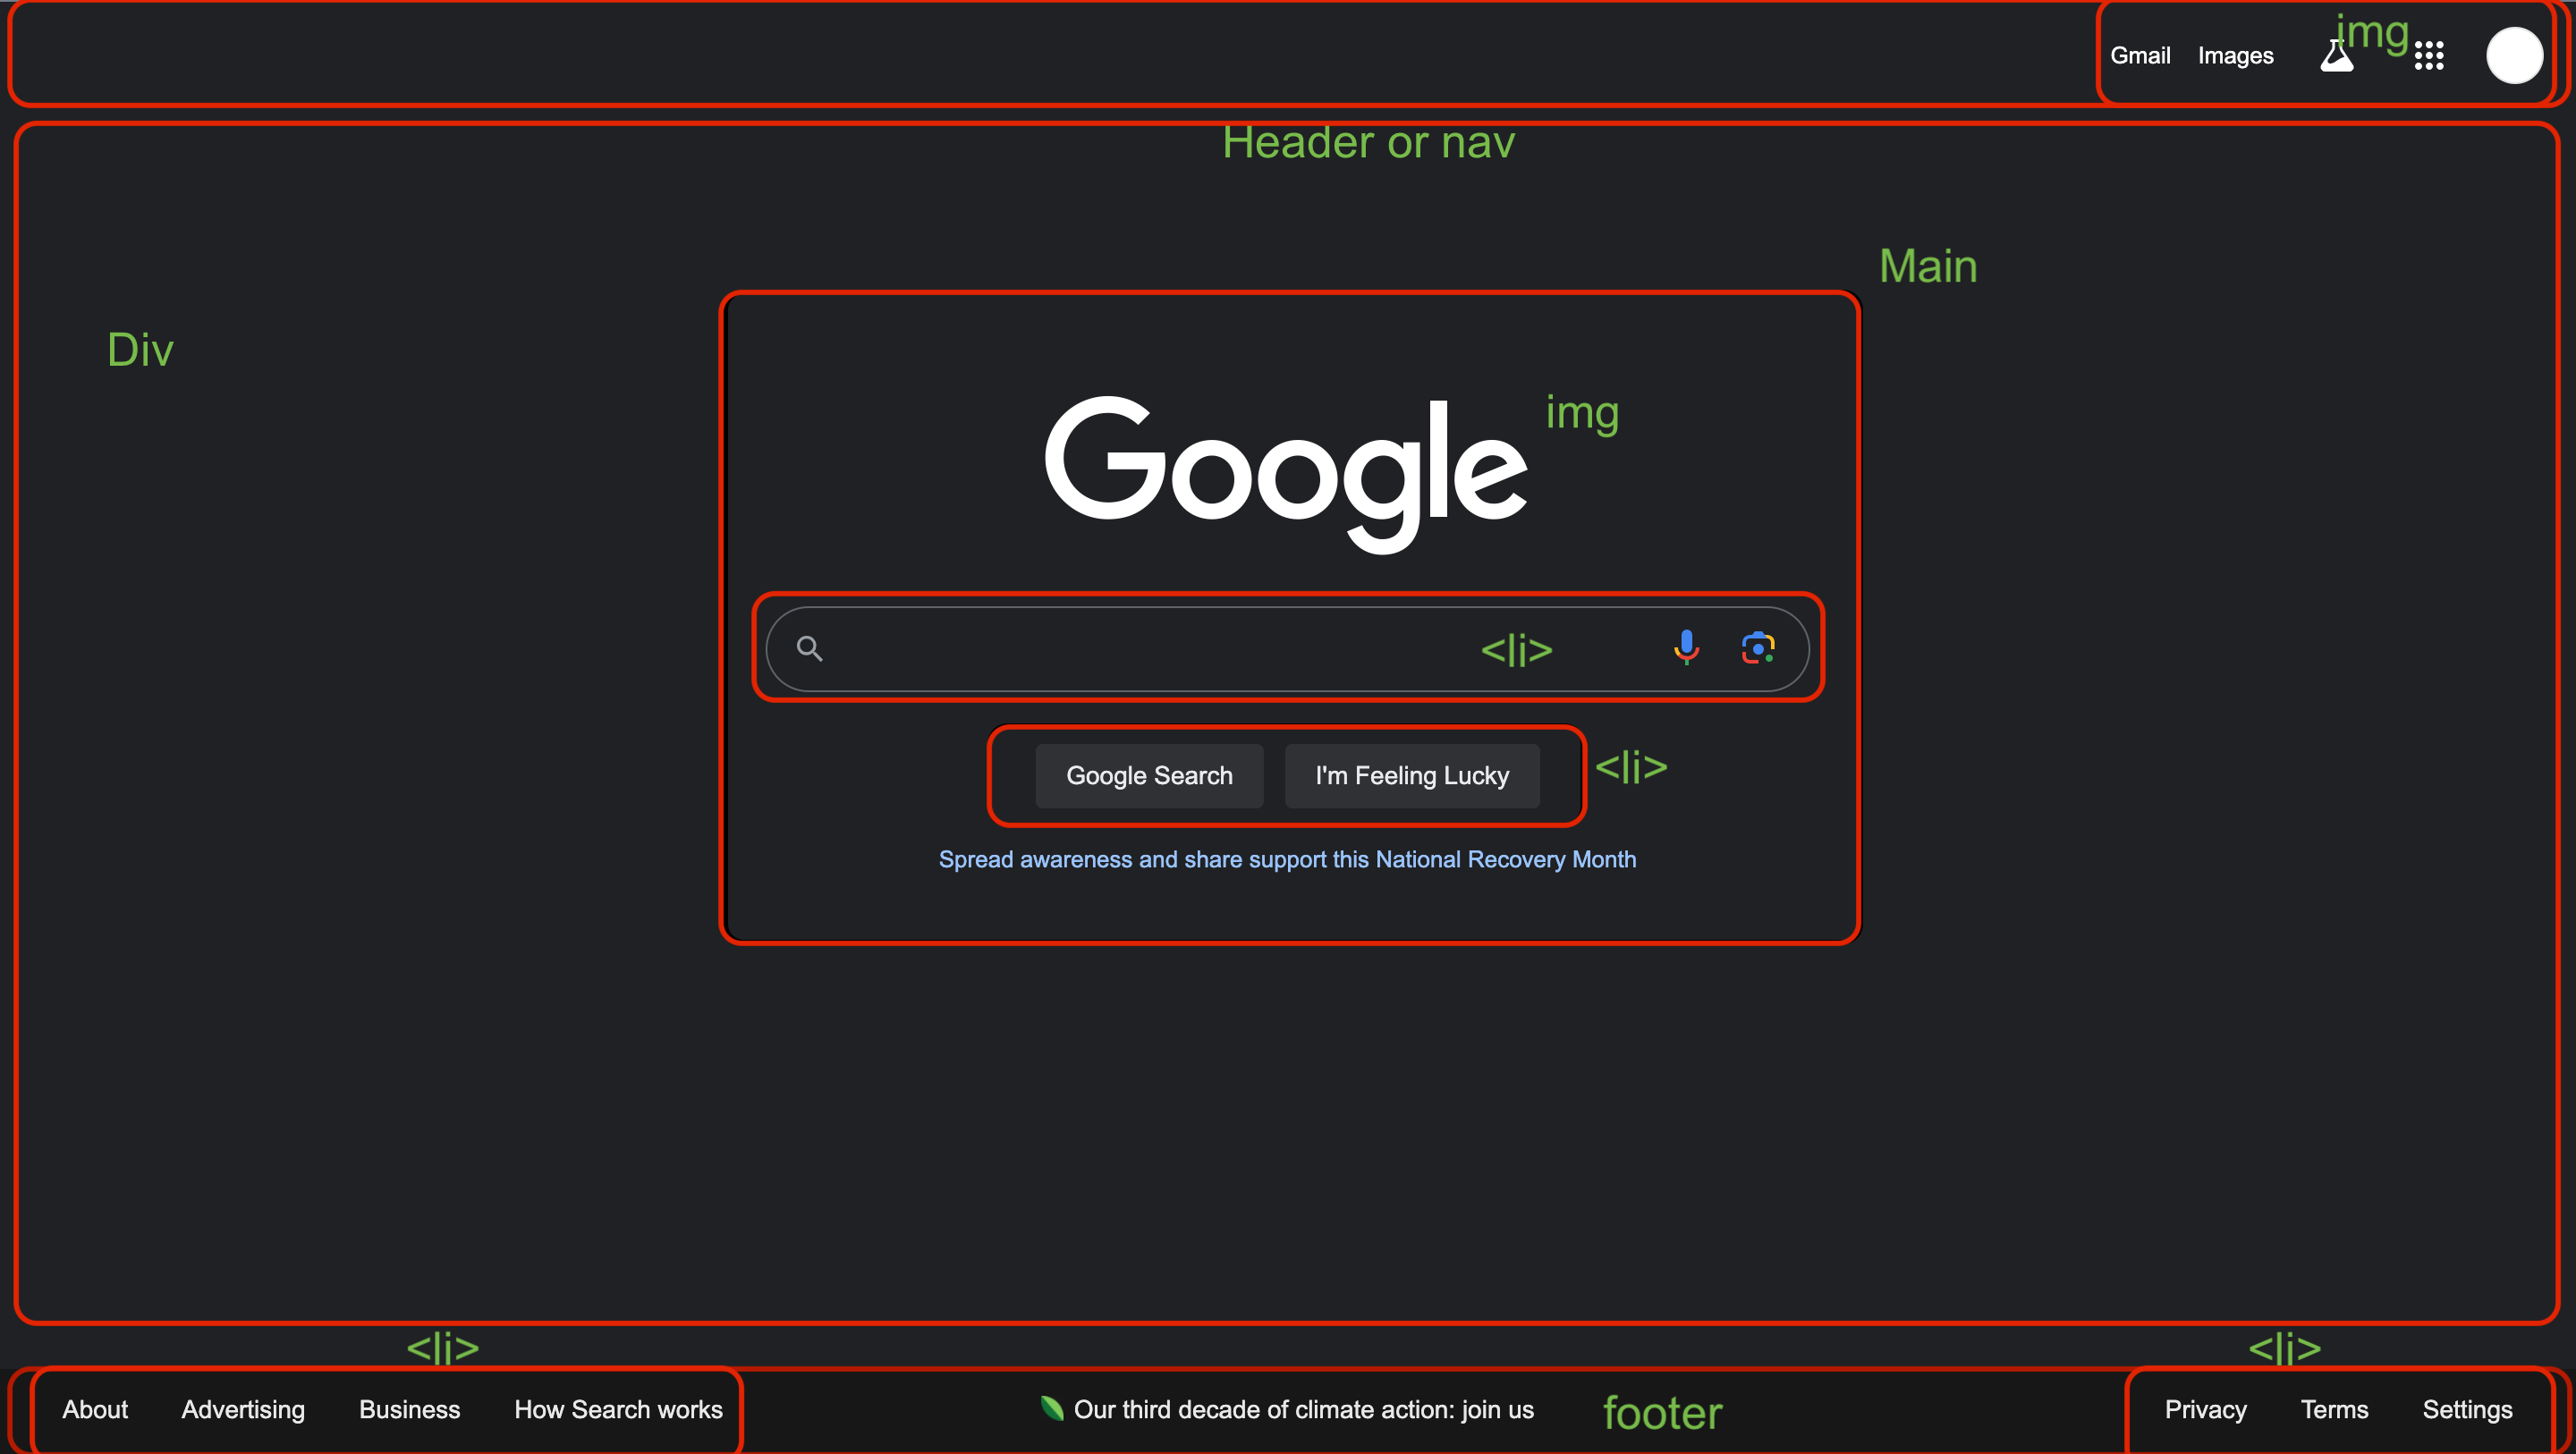 Gmail Images img
Header or nav
Main
Div
Google img
<li>
Google Search I'm Feeling Lucky <li>
Spread awareness and share support this National Recovery Month
<li> <li>
About Advertising Business How Search works Our third decade of climate action: join us footer Privacy Terms Settings